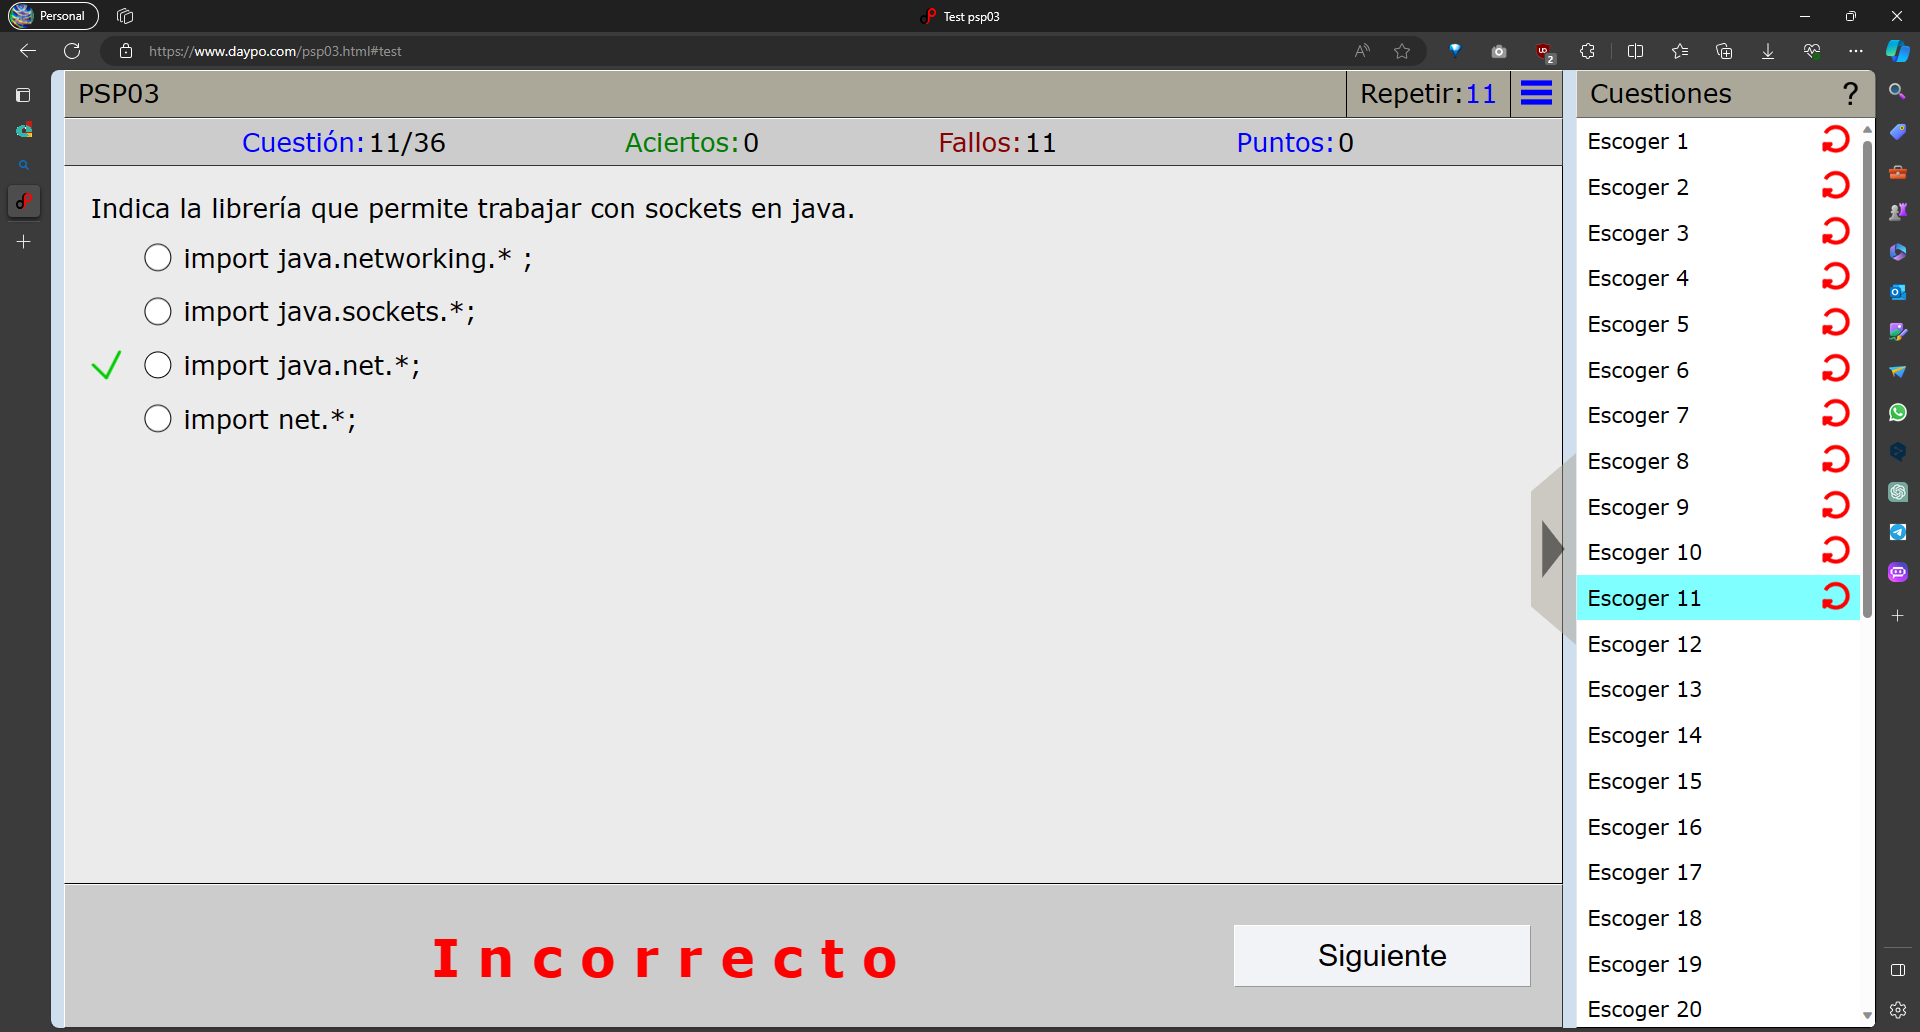 Personal
Test psp03
https://www.daypo.com/psp03.html#test
2
PSP03
Repetir:11
Cuestiones
?
Cuestión:11/36
Aciertos:0
Fallos:11
Puntos:0
Indica la librería que permite trabajar con sockets en java.
import java.networking.* ;
import java.sockets.*;
import java.net.*;
import net.*;
Incorrecto
Siguiente
Escoger 1
Escoger 2
Escoger 3
Escoger 4
Escoger 5
Escoger 6
Escoger 7
Escoger 8
Escoger 9
Escoger 10
Escoger 11
Escoger 12
Escoger 13
Escoger 14
Escoger 15
Escoger 16
Escoger 17
Escoger 18
Escoger 19
Escoger 20